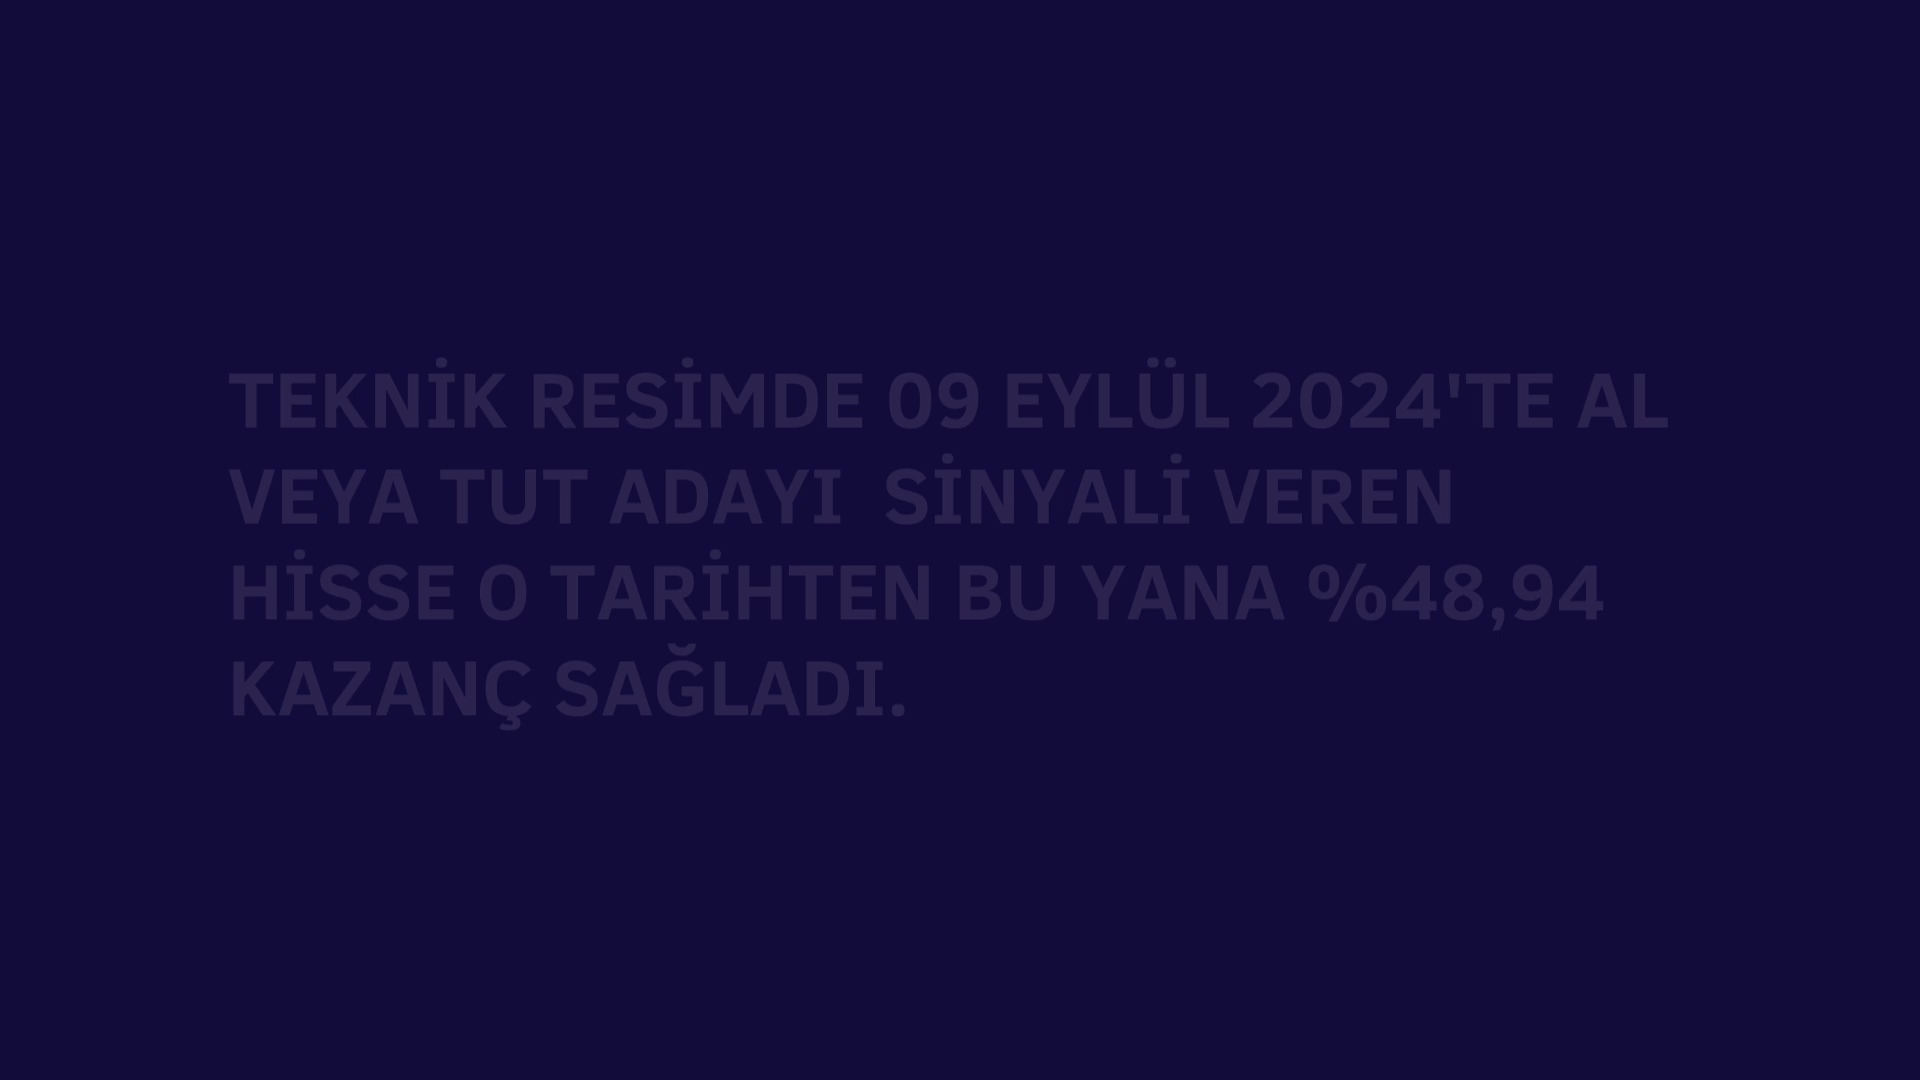 TEKNİK RESİMDE 09 EYLÜL 2024'TE AL
VEYA TUT ADAYI  SİNYALİ VEREN
HİSSE O TARİHTEN BU YANA %48,94
KAZANÇ SAĞLADI.